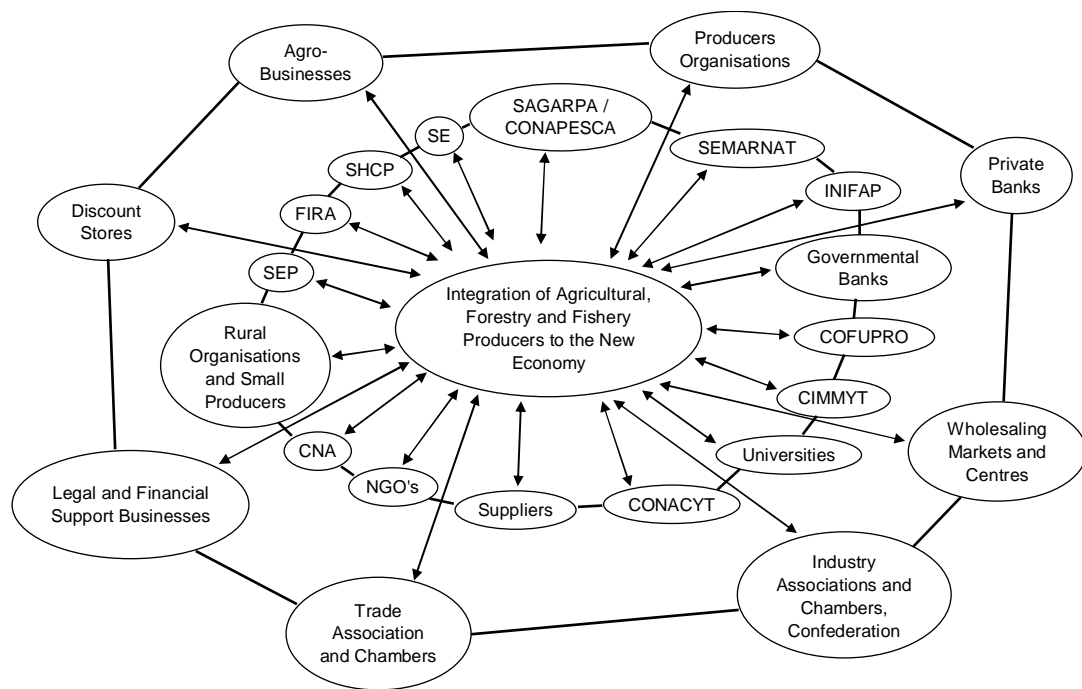 Agro-
Businesses
Producers
Organisations
SAGARPA /
CONAPESCA
SE
SEMARNAT
SHCP
Private
Banks
INIFAP
FIRA
Discount
Stores
Governmental
Banks
SEP
Integration of Agricultural,
Forestry and Fishery
Producers to the New
Economy
COFUPRO
Rural
Organisations
and Small
Producers
CIMMYT
Wholesaling
Markets and
Centres
CNA
Universities
NGO's
Legal and Financial
Support Businesses
Suppliers
CONACYT
Industry
Associations and
Chambers,
Confederation
Trade
Association
and Chambers